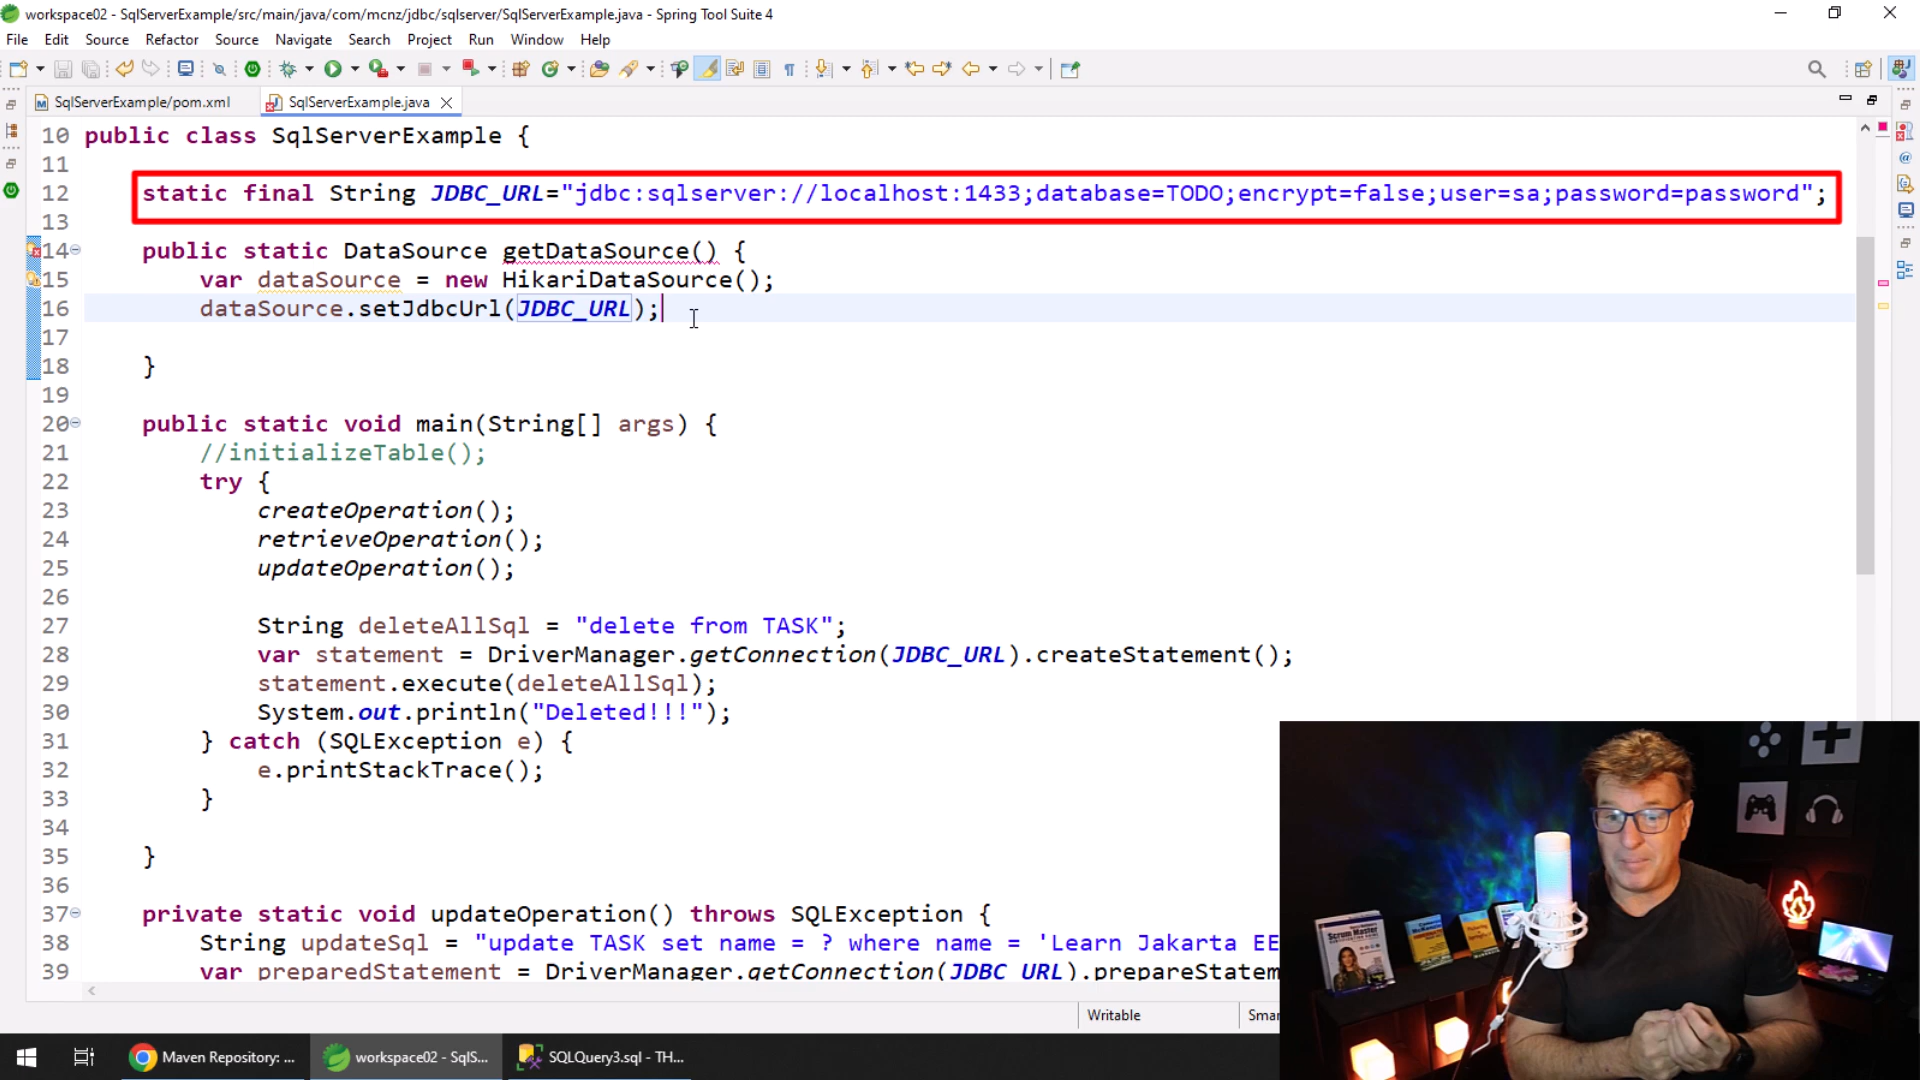 workspace02 - SqlServerExample/src/main/java/com/mcnz/jdbc/sqlserver/SqlServerExample.java - Spring Tool Suite 4
File Edit Source Refactor Source Navigate Search Project Run Window Help
SqlServerExample/pom.xml SqlServerExample.java
10 public class SqlServerExample {
11
12 static final String JDBC_URL="jdbc:sqlserver://localhost:1433;database=TODO;encrypt=false;user=sa;password=password";
13
14 public static DataSource getDataSource() {
15 var dataSource = new HikariDataSource();
16 dataSource.setJdbcUrl(JDBC_URL);
17
18 }
19
20 public static void main(String[] args) {
21 //initializeTable();
22 try {
23 createOperation();
24 retrieveOperation();
25 updateOperation();
26
27 String deleteAllSql = "delete from TASK";
28 var statement = DriverManager.getConnection(JDBC_URL).createStatement();
29 statement.execute(deleteAllSql);
30 System.out.println("Deleted!!!");
31 } catch (SQLException e) {
32 e.printStackTrace();
33 }
34
35 }
36
37 private static void updateOperation() throws SQLException {
38 String updateSql = "update TASK set name = ? where name = 'Learn Jakarta EE
39 var preparedStatement = DriverManager.getConnection(JDBC_URL).prepareStatem
Writable Smar
Scrum Master
Maven Repository: ... workspace02 - SqlS... SQLQuery3.sql - TH...